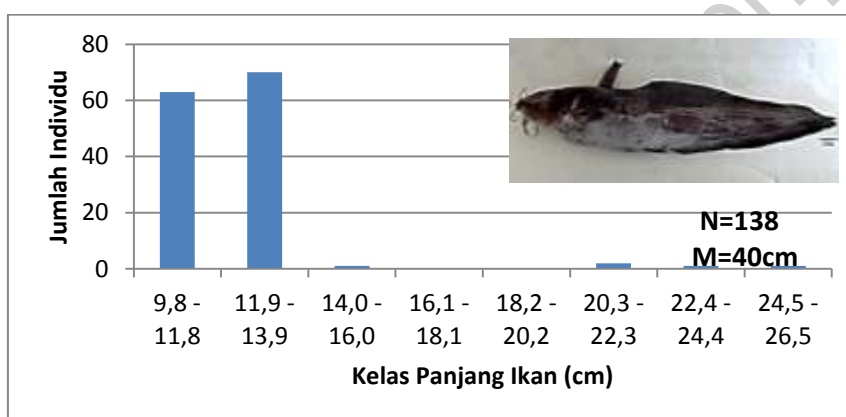 80
60
40
20
0
Jumlah Individu
N=138
M=40cm
9,8 - 11,9 - 14,0 - 16,1 - 18,2 - 20,3 - 22,4 - 24,5 -
11,8 13,9 16,0 18,1 20,2 22,3 24,4 26,5
Kelas Panjang Ikan (cm)